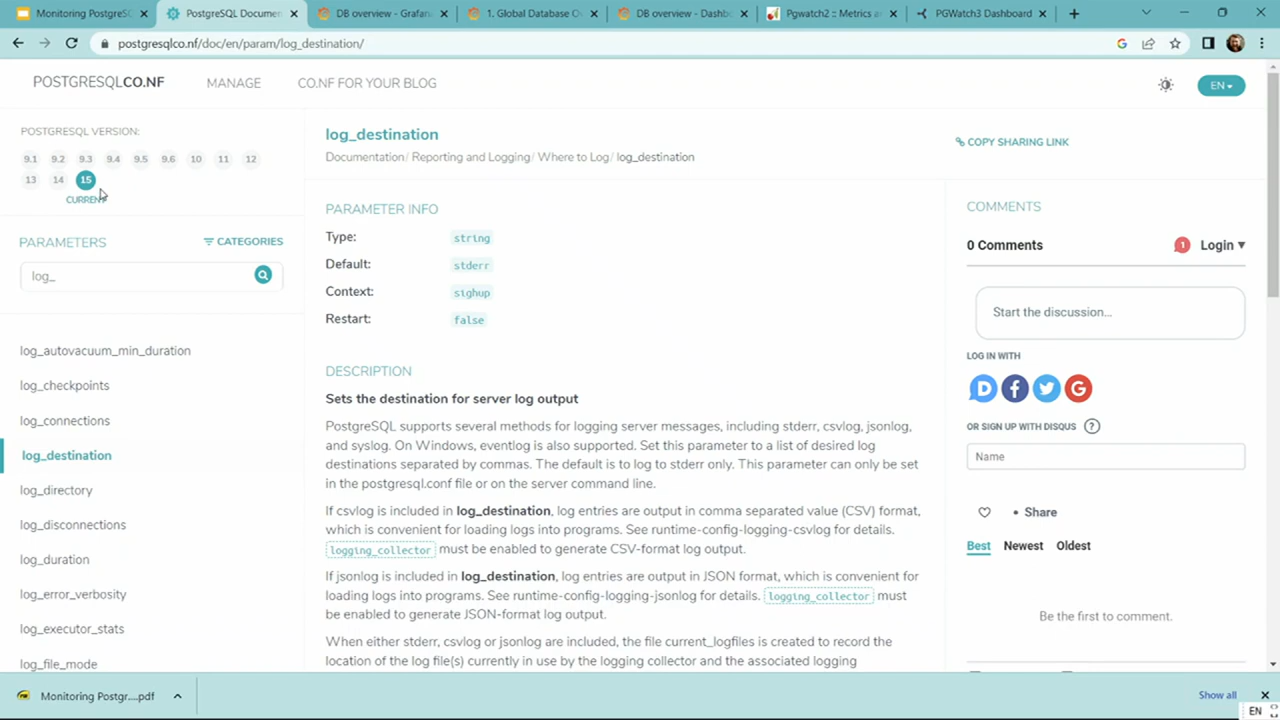 Monitoring PostgreS
PostgreSQL Documen
DB overview - Grafan
1. Global Database O
DB overview - Dashb
Pgwatch2 :: Metrics a
PGWatch3 Dashboard
postgresqlco.nf/doc/en/param/log_destination/
POSTGRESQLCO.NF
MANAGE
CO.NF FOR YOUR BLOG
EN
POSTGRESQL VERSION:
9.1 9.2 9.3 9.4 9.5 9.6 10 11 12
13 14 15
CURRENT
PARAMETERS
CATEGORIES
log_
log_autovacuum_min_duration
log_checkpoints
log_connections
log_destination
log_directory
log_disconnections
log_duration
log_error_verbosity
log_executor_stats
log_file_mode
log_destination
Documentation/ Reporting and Logging/ Where to Log/ log_destination
COPY SHARING LINK
PARAMETER INFO
Type: string
Default: stderr
Context: sighup
Restart: false
DESCRIPTION
Sets the destination for server log output
PostgreSQL supports several methods for logging server messages, including stderr, csvlog, jsonlog,
and syslog. On Windows, eventlog is also supported. Set this parameter to a list of desired log
destinations separated by commas. The default is to log to stderr only. This parameter can only be set
in the postgresql.conf file or on the server command line.
If csvlog is included in log_destination, log entries are output in comma separated value (CSV) format,
which is convenient for loading logs into programs. See runtime-config-logging-csvlog for details.
logging_collector must be enabled to generate CSV-format log output.
If jsonlog is included in log_destination, log entries are output in JSON format, which is convenient for
loading logs into programs. See runtime-config-logging-jsonlog for details. logging_collector must
be enabled to generate JSON-format log output.
When either stderr, csvlog or jsonlog are included, the file current_logfiles is created to record the
location of the log file(s) currently in use by the logging collector and the associated logging
COMMENTS
0 Comments
1
Login
Start the discussion...
LOG IN WITH
OR SIGN UP WITH DISQUS ?
Name
Share
Best Newest Oldest
Be the first to comment.
Monitoring Postgr....pdf
Show all
EN